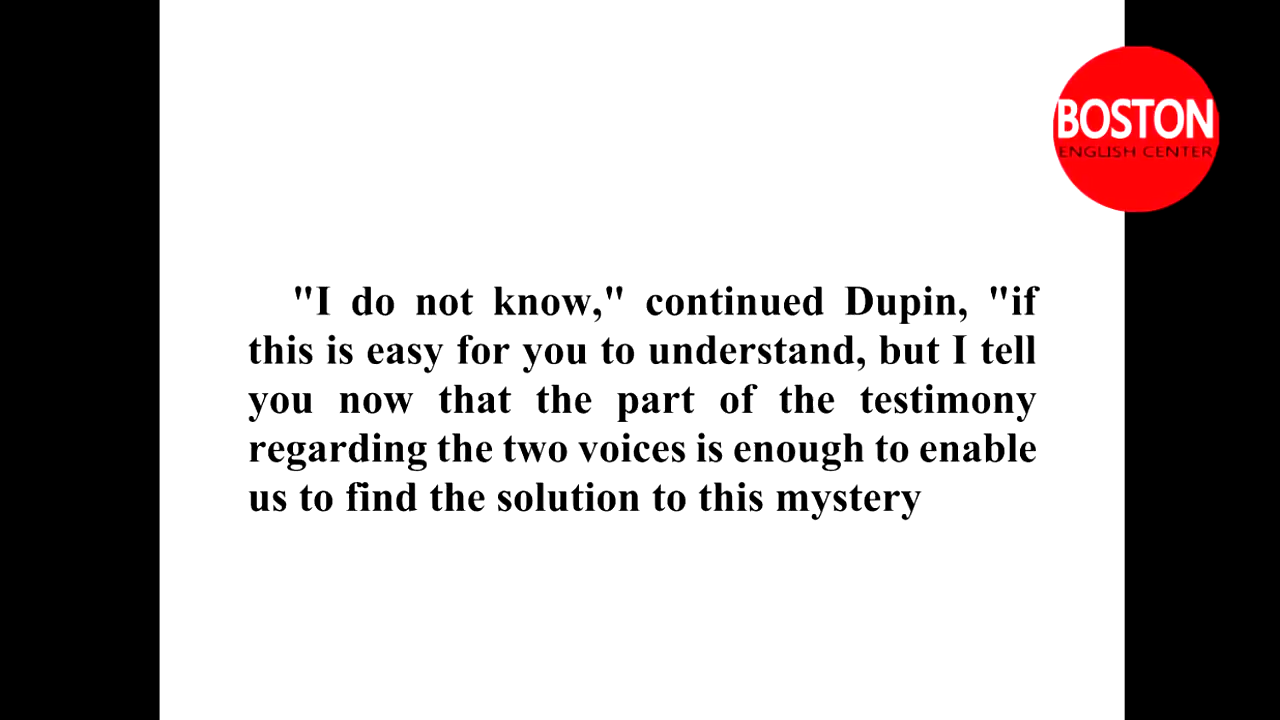 BOSTON
ENGLISH CENTER
"I do not know," continued Dupin, "if
this is easy for you to understand, but I tell
you now that the part of the testimony
regarding the two voices is enough to enable
us to find the solution to this mystery